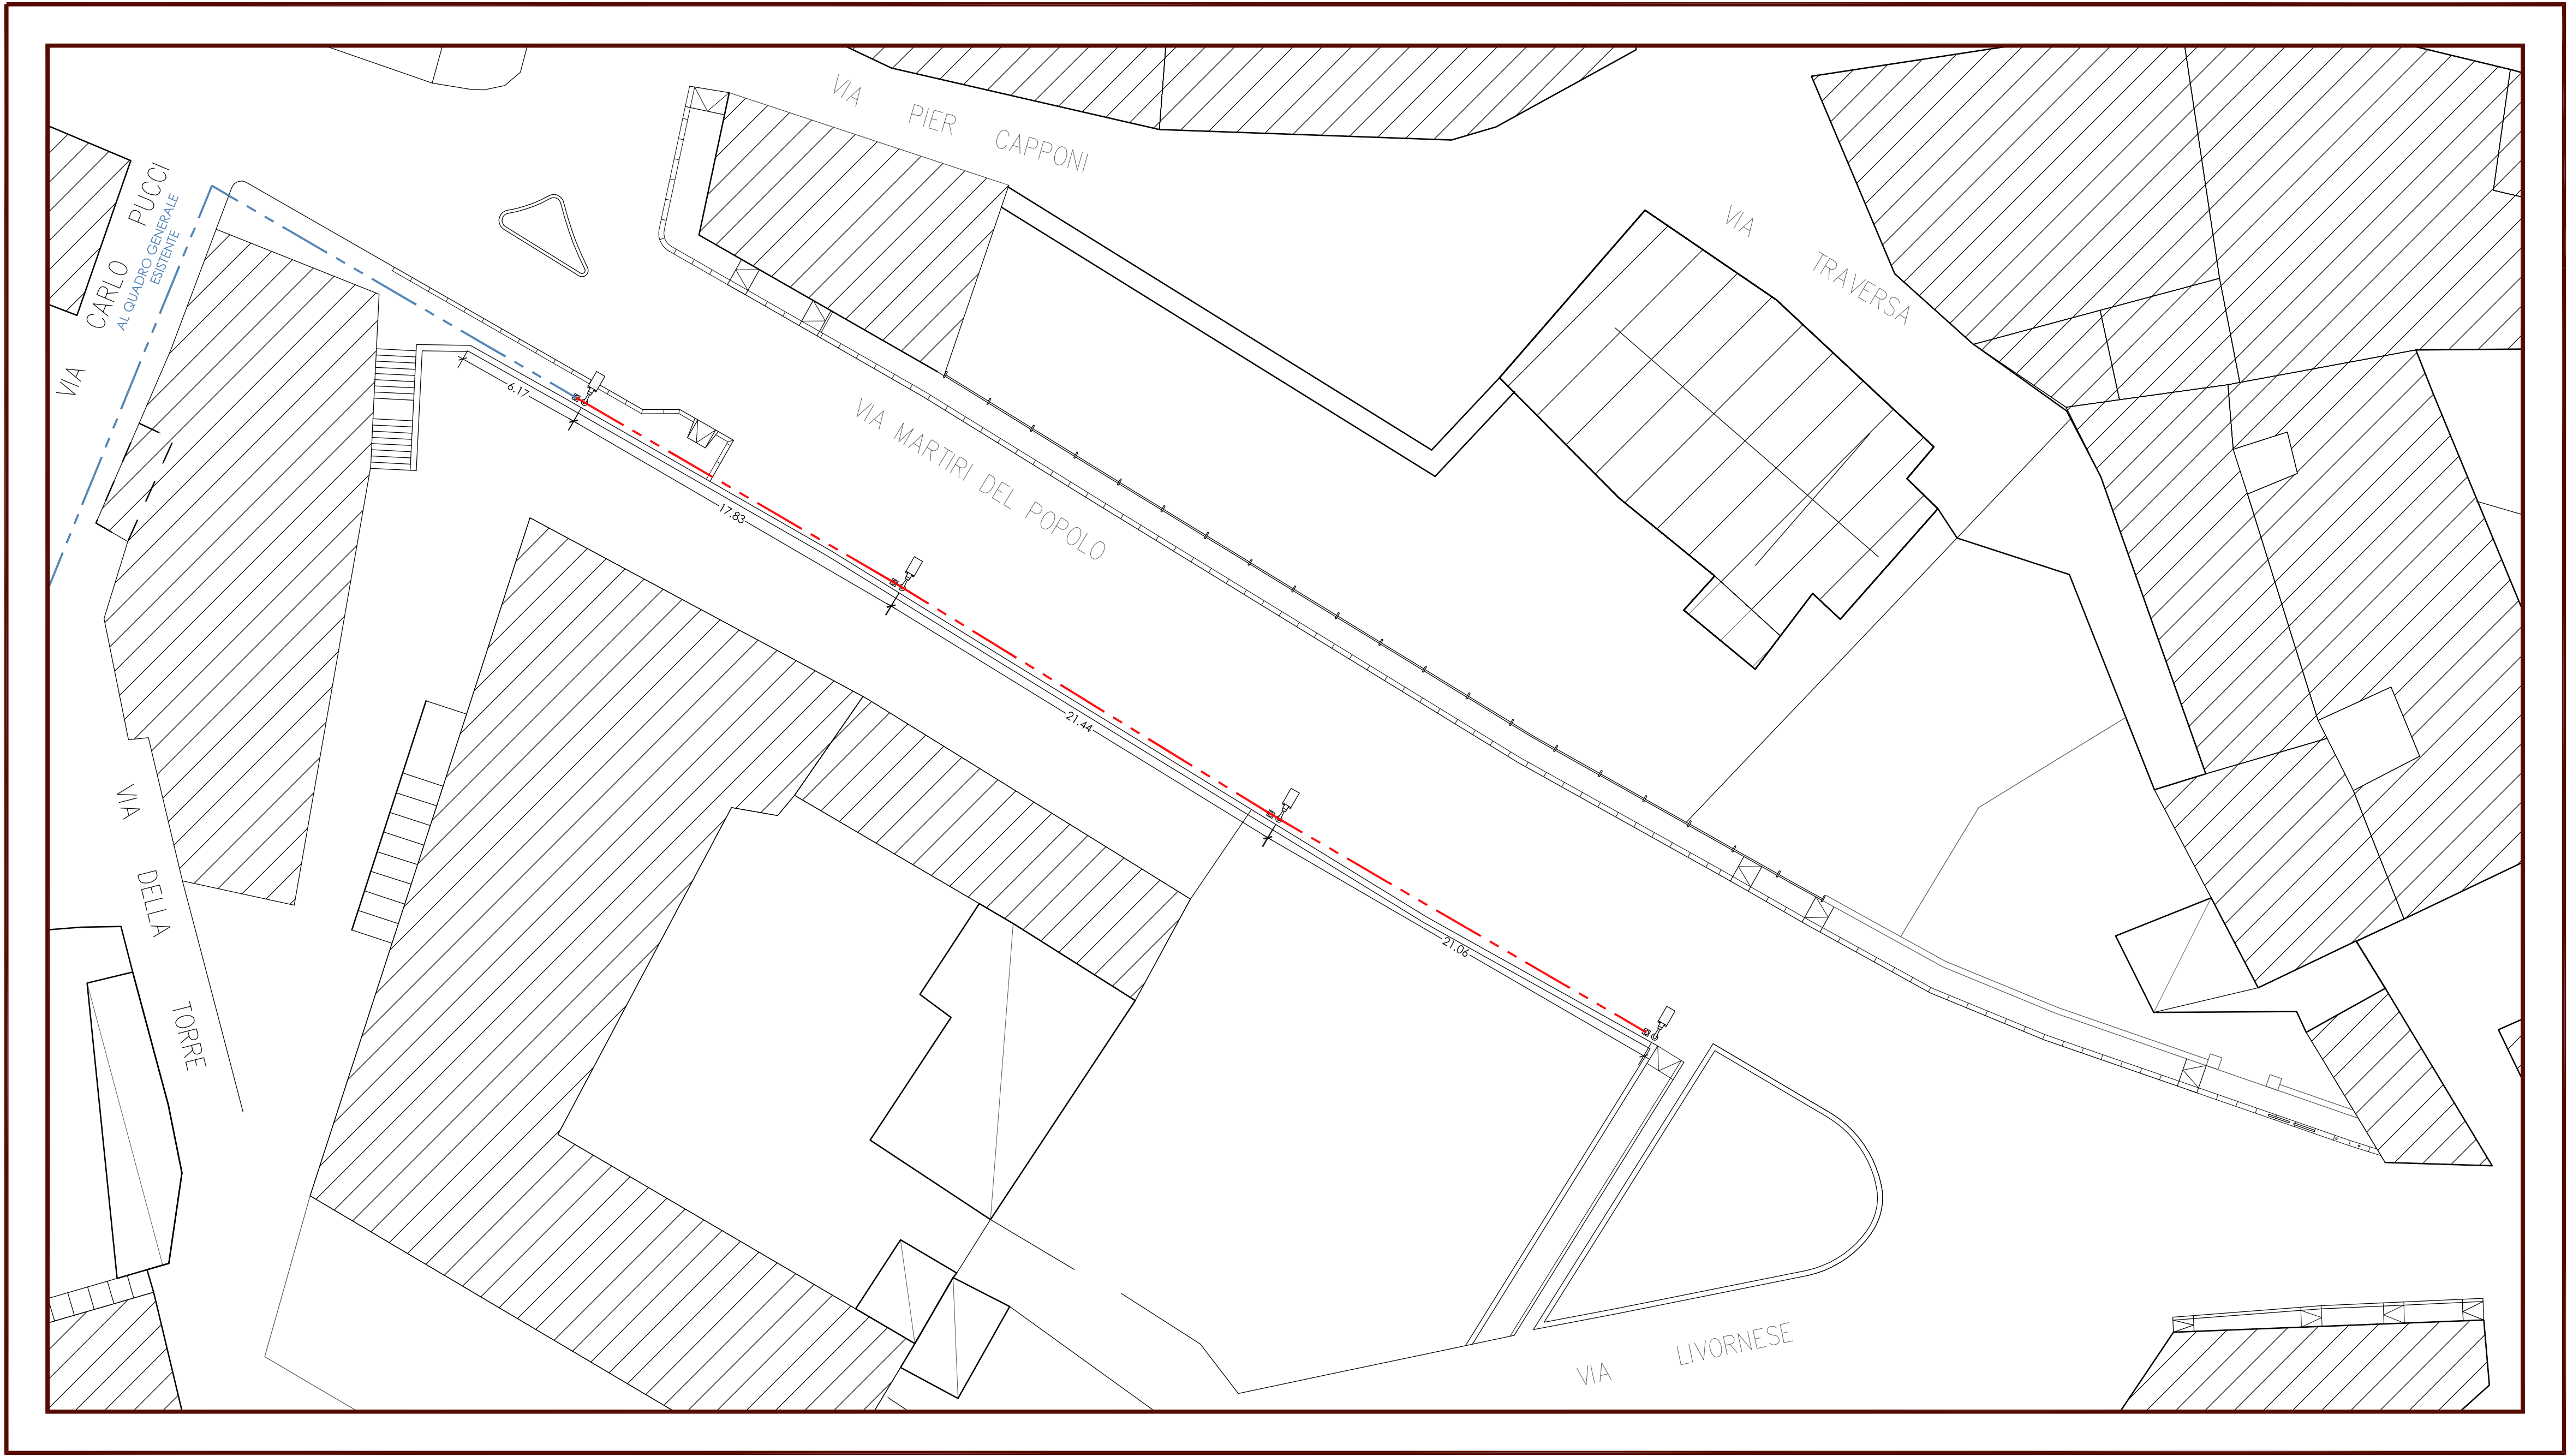 VIA PIER CAPPONI
VIA CARLO PUCCI
AL QUADRO GENERALE
ESISTENTE
VIA TRAVERSA
6.17
VIA MARTIRI DEL POPOLO
17.83
21.44
VIA DELLA TORRE
21.06
VIA LIVORNESE